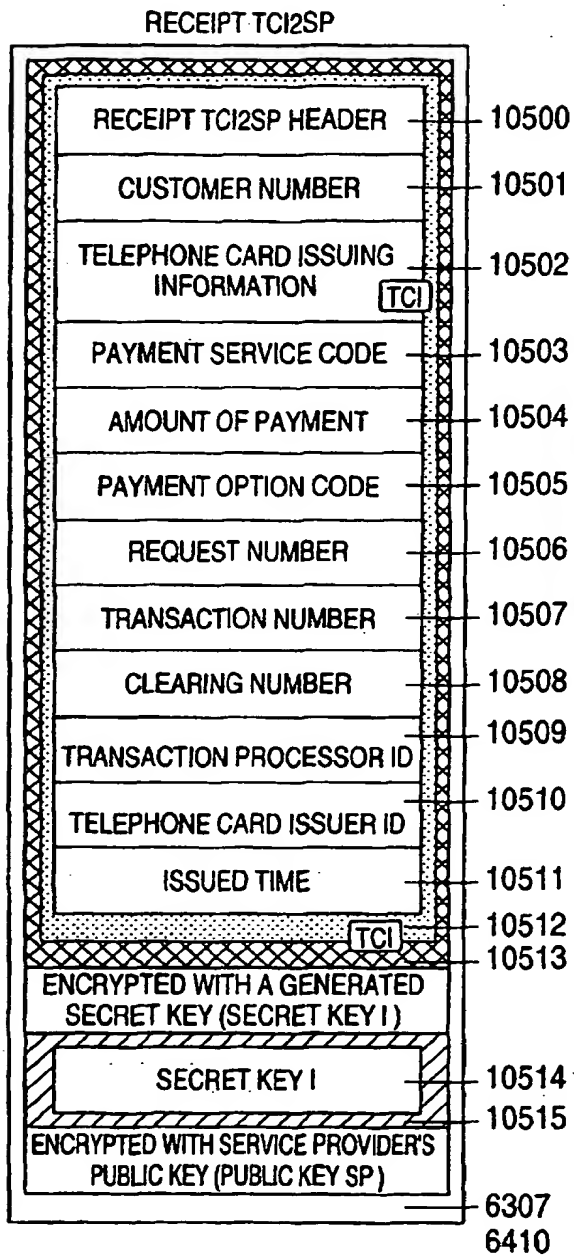 RECEIPT TCI2SP
RECEIPT TCI2SP HEADER 10500
CUSTOMER NUMBER 10501
TELEPHONE CARD ISSUING
INFORMATION 10502
TCI
PAYMENT SERVICE CODE 10503
AMOUNT OF PAYMENT 10504
PAYMENT OPTION CODE 10505
REQUEST NUMBER 10506
TRANSACTION NUMBER 10507
CLEARING NUMBER 10508
TRANSACTION PROCESSOR ID 10509
TELEPHONE CARD ISSUER ID 10510
ISSUED TIME 10511
10512
TCI
10513
ENCRYPTED WITH A GENERATED
SECRET KEY (SECRET KEY I)
SECRET KEY I 10514
10515
ENCRYPTED WITH SERVICE PROVIDER'S
PUBLIC KEY (PUBLIC KEY SP)
6307
6410